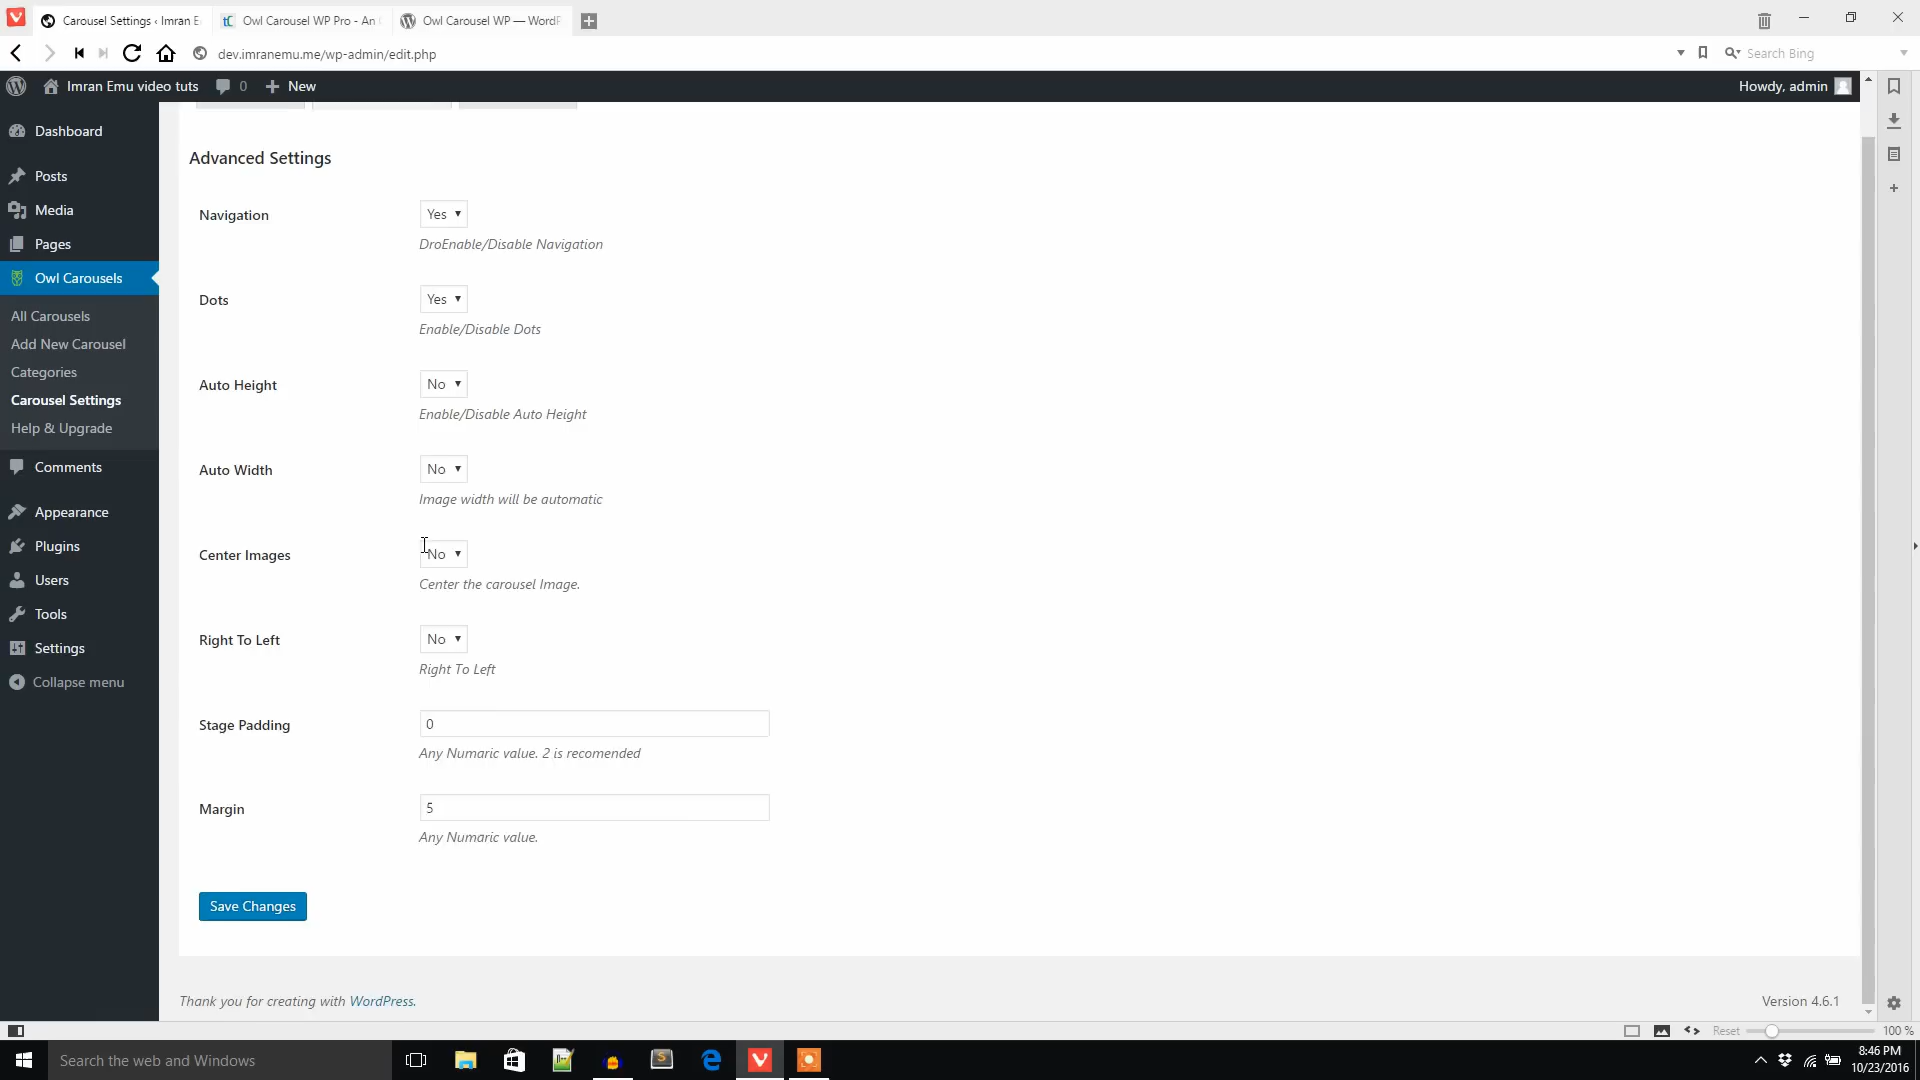 Carousel Settings ‹ Imran E
Owl Carousel WP Pro - An
Owl Carousel WP — WordP
dev.imranemu.me/wp-admin/edit.php
Search Bing
Imran Emu video tuts
0
New
Howdy, admin
Dashboard
Posts
Media
Pages
Owl Carousels
All Carousels
Add New Carousel
Categories
Carousel Settings
Help & Upgrade
Comments
Appearance
Plugins
Users
Tools
Settings
Collapse menu
Advanced Settings
Navigation
Yes
DroEnable/Disable Navigation
Dots
Yes
Enable/Disable Dots
Auto Height
No
Enable/Disable Auto Height
Auto Width
No
Image width will be automatic
Center Images
No
Center the carousel Image.
Right To Left
No
Right To Left
Stage Padding
0
Any Numaric value. 2 is recomended
Margin
5
Any Numaric value.
Save Changes
Thank you for creating with WordPress.
Version 4.6.1
Reset
100 %
Search the web and Windows
8:46 PM
10/23/2016